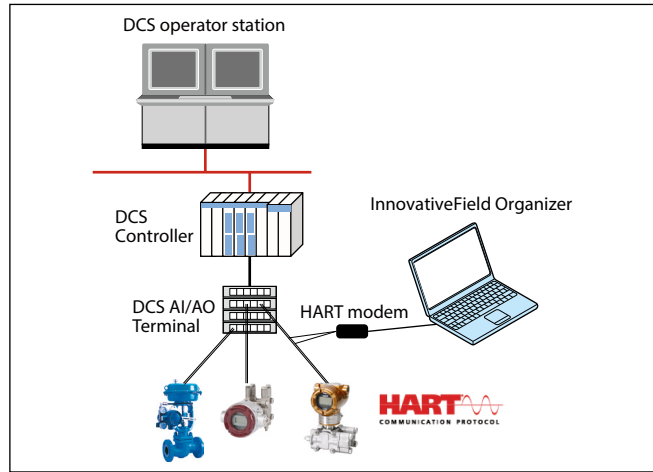 DCS operator station
DCS
Controller
InnovativeField Organizer
DCS AI/AO
Terminal
HART modem
HART
COMMUNICATION PROTOCOL